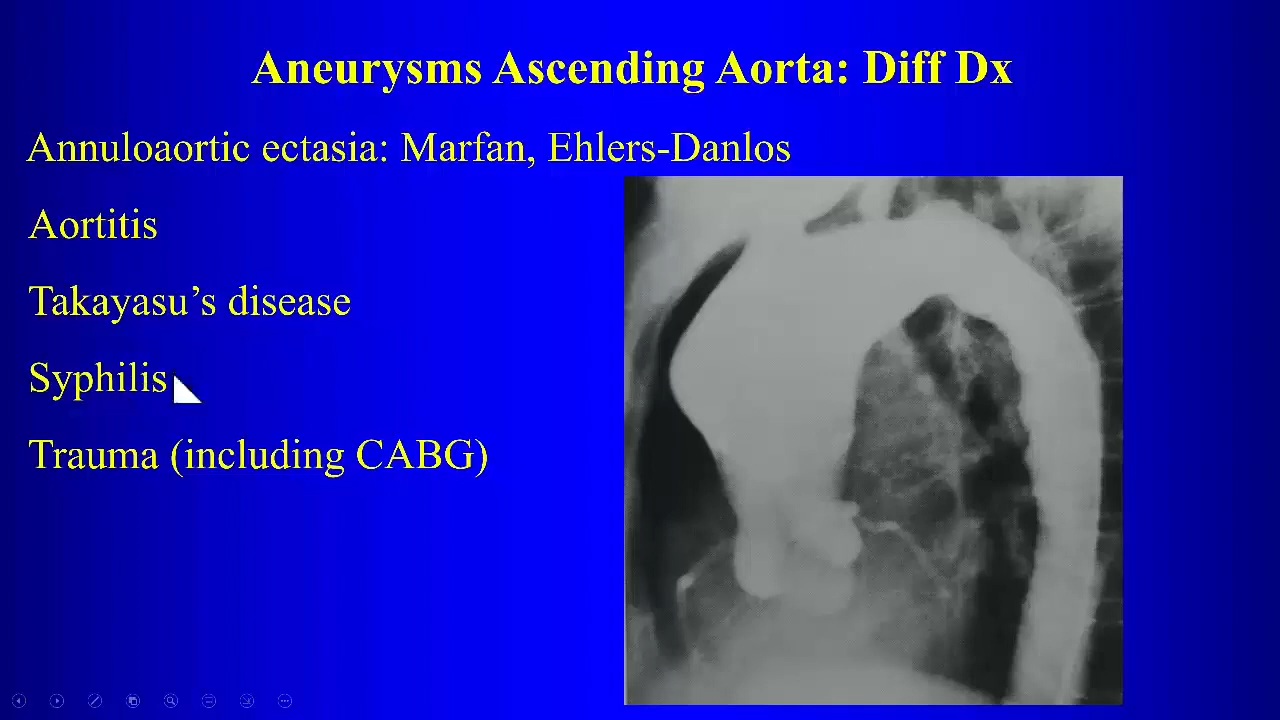 Aneurysms Ascending Aorta: Diff Dx
Annuloaortic ectasia: Marfan, Ehlers-Danlos
Aortitis
Takayasu’s disease
Syphilis
Trauma (including CABG)